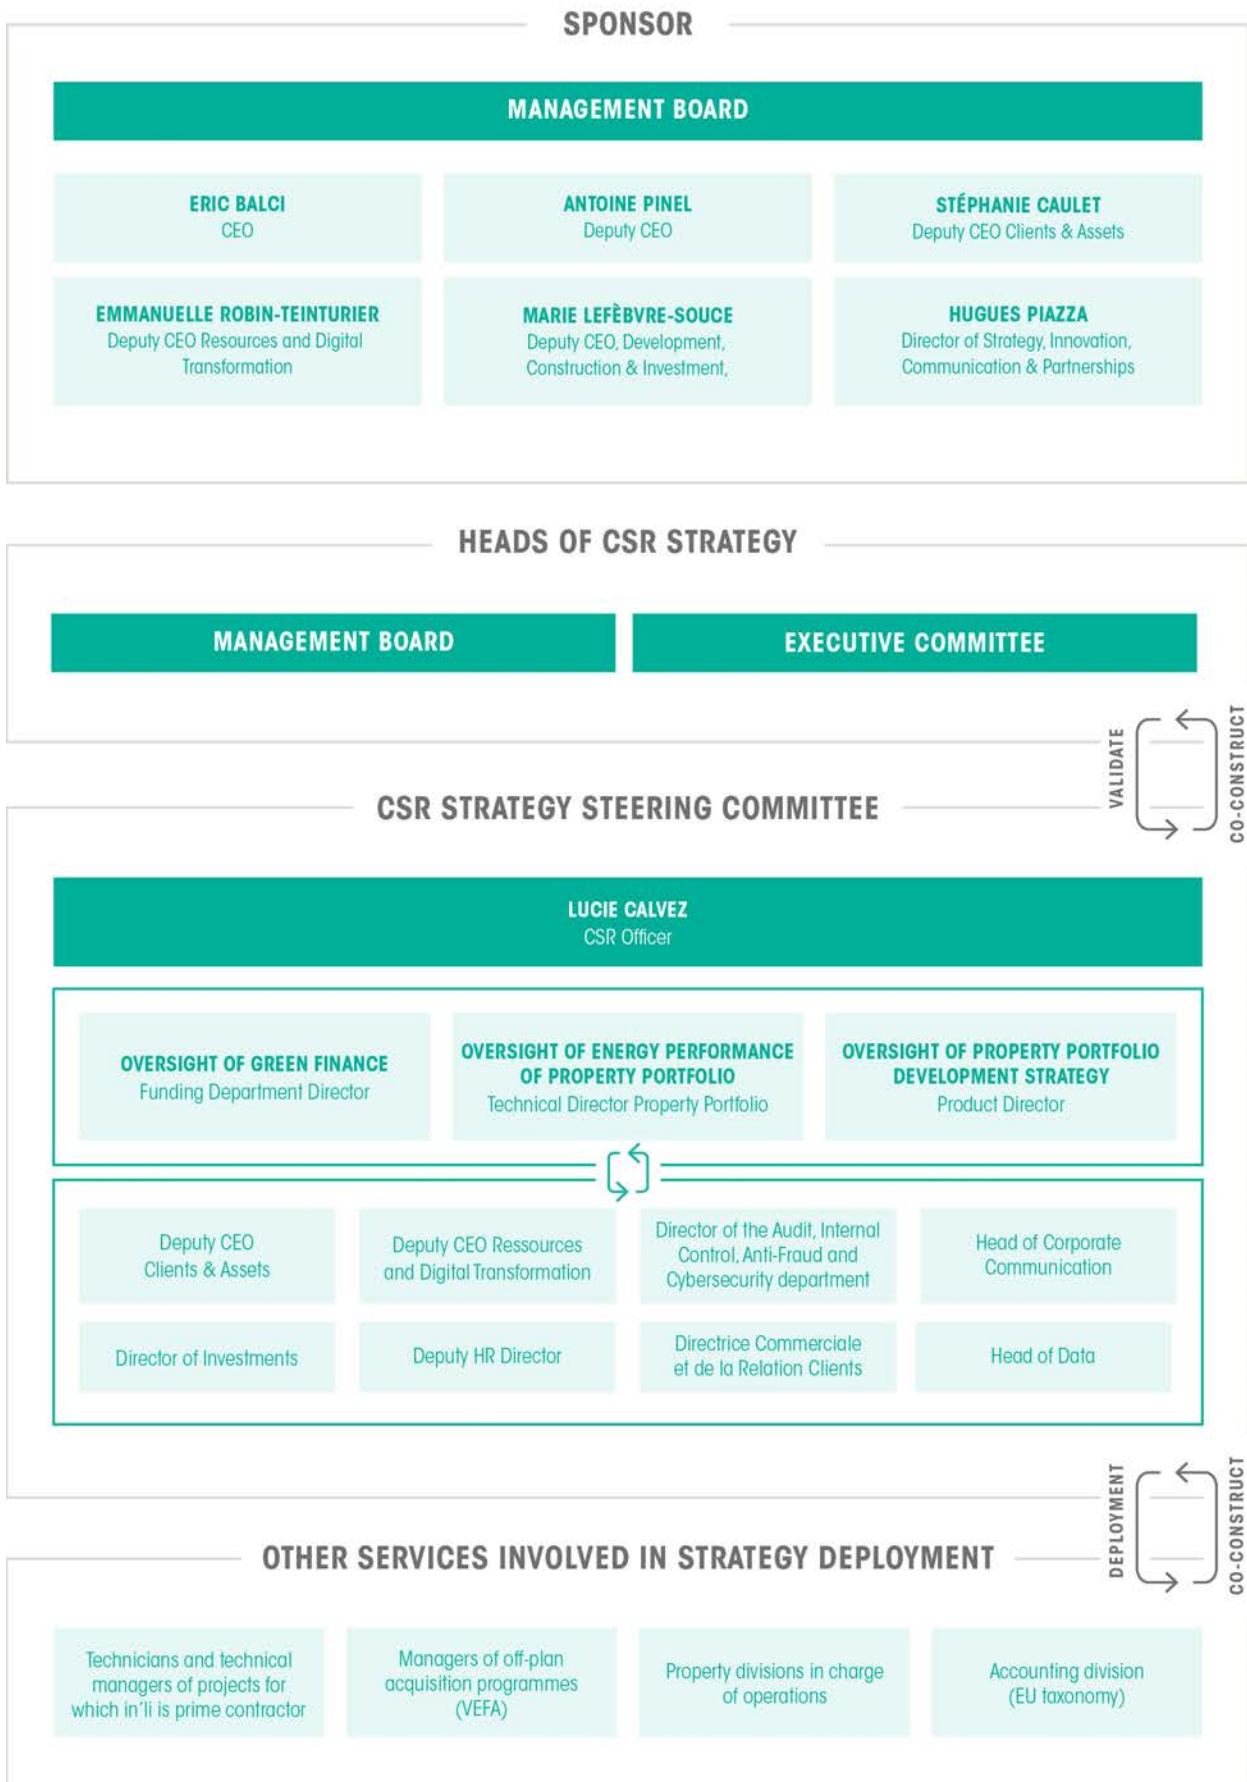 SPONSOR
MANAGEMENT BOARD
ERIC BALCI
CEO
ANTOINE PINEL
Deputy CEO
STÉPHANIE CAULET
Deputy CEO Clients & Assets
EMMANUELLE ROBIN-TEINTURIER
Deputy CEO Resources and Digital
Transformation
MARIE LEFÈBVRE-SOUCE
Deputy CEO, Development,
Construction & Investment,
HUGUES PIAZZA
Director of Strategy, Innovation,
Communication & Partnerships
HEADS OF CSR STRATEGY
MANAGEMENT BOARD
EXECUTIVE COMMITTEE
VALIDATE
CO-CONSTRUCT
CSR STRATEGY STEERING COMMITTEE
LUCIE CALVEZ
CSR Officer
OVERSIGHT OF GREEN FINANCE
Funding Department Director
OVERSIGHT OF ENERGY PERFORMANCE
OF PROPERTY PORTFOLIO
Technical Director Property Portfolio
OVERSIGHT OF PROPERTY PORTFOLIO
DEVELOPMENT STRATEGY
Product Director
Deputy CEO
Clients & Assets
Deputy CEO Ressources
and Digital Transformation
Director of the Audit, Internal
Control, Anti-Fraud and
Cybersecurity department
Head of Corporate
Communication
Director of Investments
Deputy HR Director
Directrice Commerciale
et de la Relation Clients
Head of Data
DEPLOYMENT
CO-CONSTRUCT
OTHER SERVICES INVOLVED IN STRATEGY DEPLOYMENT
Technicians and technical
managers of projects for
which in'li is prime contractor
Managers of off-plan
acquisition programmes
(VEFA)
Property divisions in charge
of operations
Accounting division
(EU taxonomy)